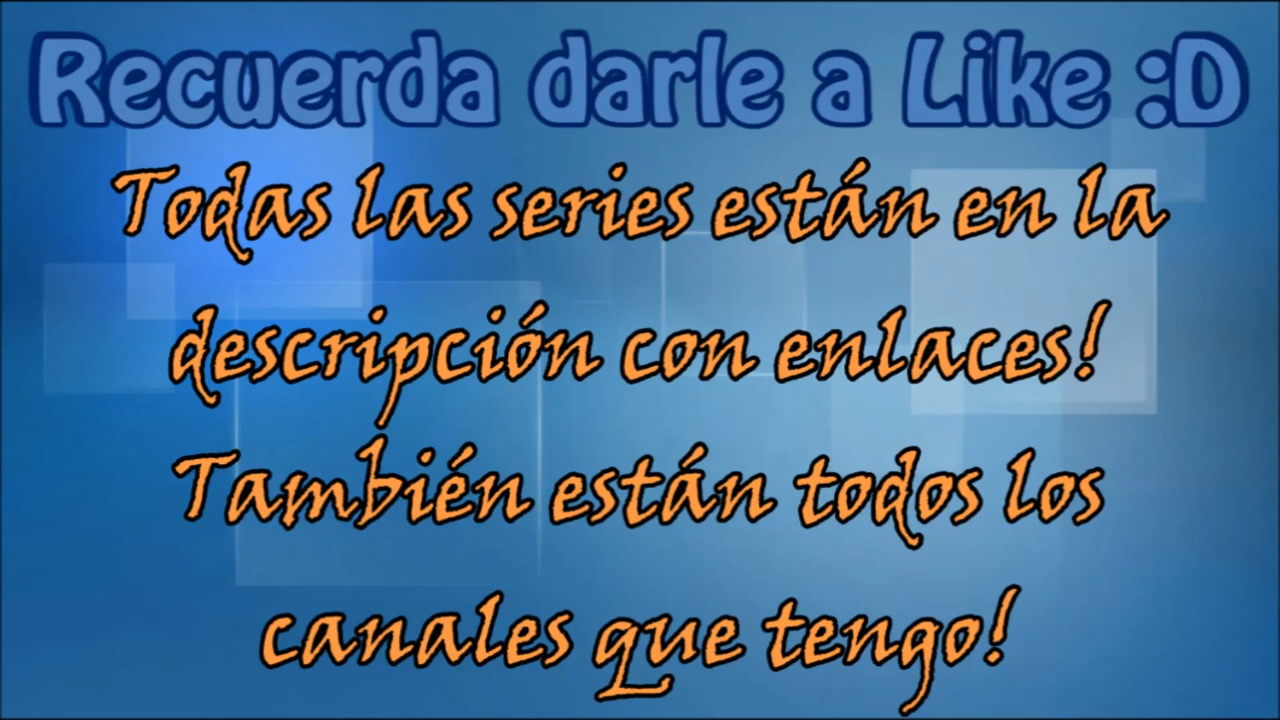 Recuerda darle a Like :D
Todas las series están en la
descripción con enlaces!
También están todos los
canales que tengo!